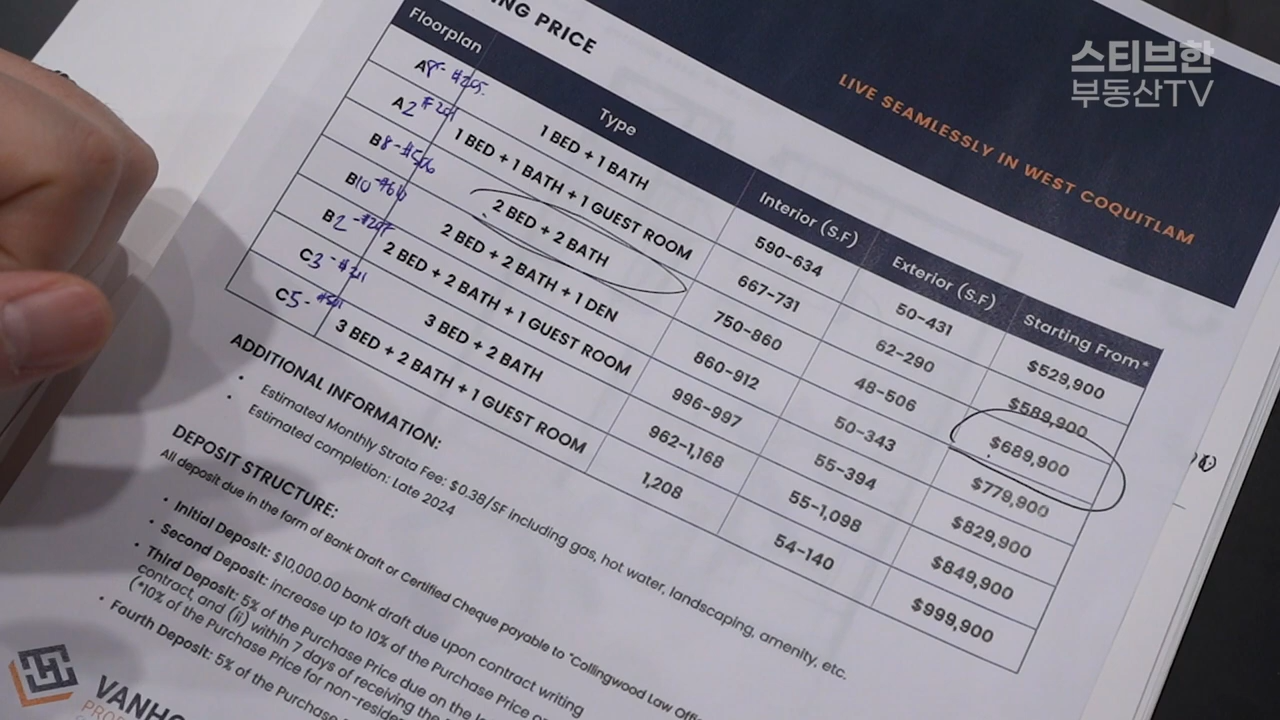 스티브한
부동산TV
LIVE SEAMLESSLY IN WEST COQUITLAM
NG PRICE
Floorplan Type Interior (S.F) Exterior (S.F) Starting From*
A 1 BED + 1 BATH 590-634 50-431 $529,900
A2 1 BED + 1 BATH + 1 GUEST ROOM 667-731 62-290 $589,900
B8 2 BED + 2 BATH 750-860 48-506 $689,900
B10 2 BED + 2 BATH + 1 DEN 860-912 50-343 $779,900
B2 2 BED + 2 BATH + 1 GUEST ROOM 996-997 55-394 $829,900
C3 3 BED + 2 BATH 962-1,168 55-1,098 $849,900
C5 3 BED + 2 BATH + 1 GUEST ROOM 1,208 54-140 $999,900
ADDITIONAL INFORMATION:
• Estimated Monthly Strata Fee: $0.38/SF including gas, hot water, landscaping, amenity, etc.
• Estimated completion: Late 2024
DEPOSIT STRUCTURE:
All deposit due in the form of Bank Draft or Certified Cheque payable to "Collingwood Law Offi
• Initial Deposit: $10,000.00 bank draft due upon contract writing
• Second Deposit: increase up to 10% of the Purchase Price
• Third Deposit: 5% of the Purchase Price due on the
contract, and (ii) within 7 days of receiving the
(*10% of the Purchase Price for non-reside
• Fourth Deposit: 5% of the Purchase
VANHO